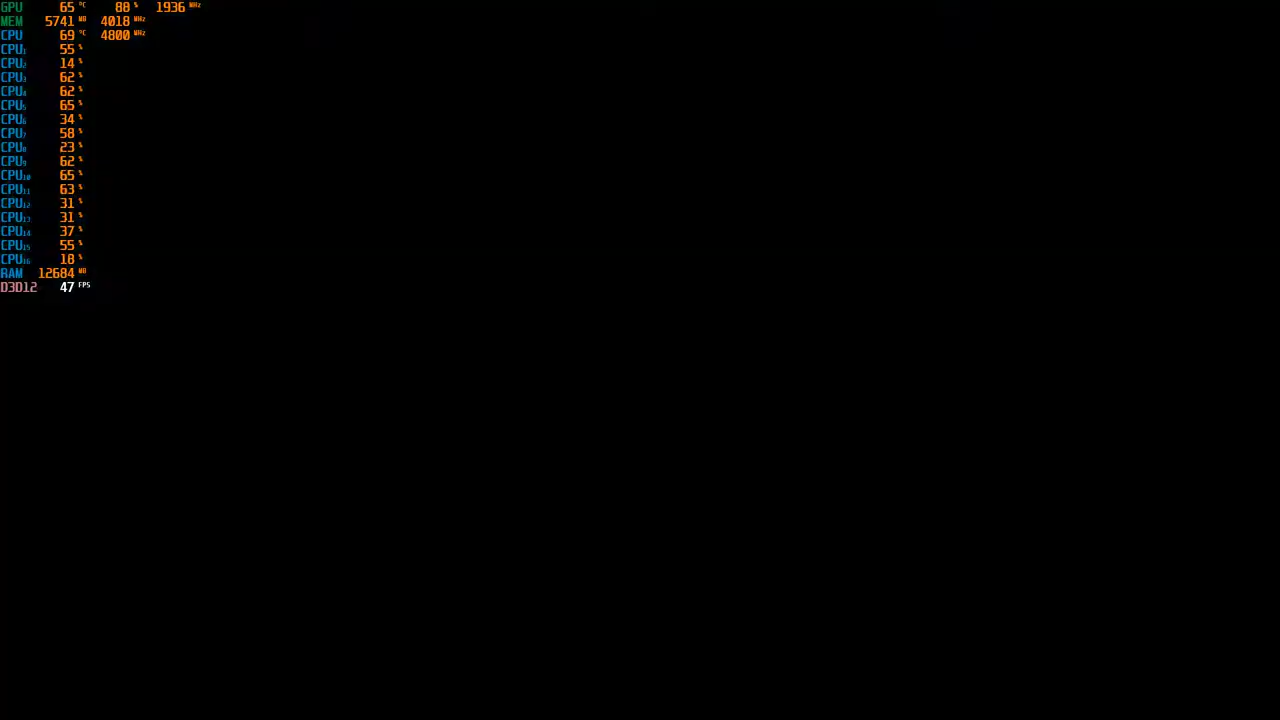 GPU 65 °C 80 % 1936 MHz
MEM 5741 MB 4018 MHz
CPU 69 °C 4800 MHz
CPU1 55 %
CPU2 14 %
CPU3 62 %
CPU4 62 %
CPU5 65 %
CPU6 34 %
CPU7 58 %
CPU8 23 %
CPU9 62 %
CPU10 65 %
CPU11 63 %
CPU12 31 %
CPU13 31 %
CPU14 37 %
CPU15 55 %
CPU16 18 %
RAM 12684 MB
D3D12 47 FPS